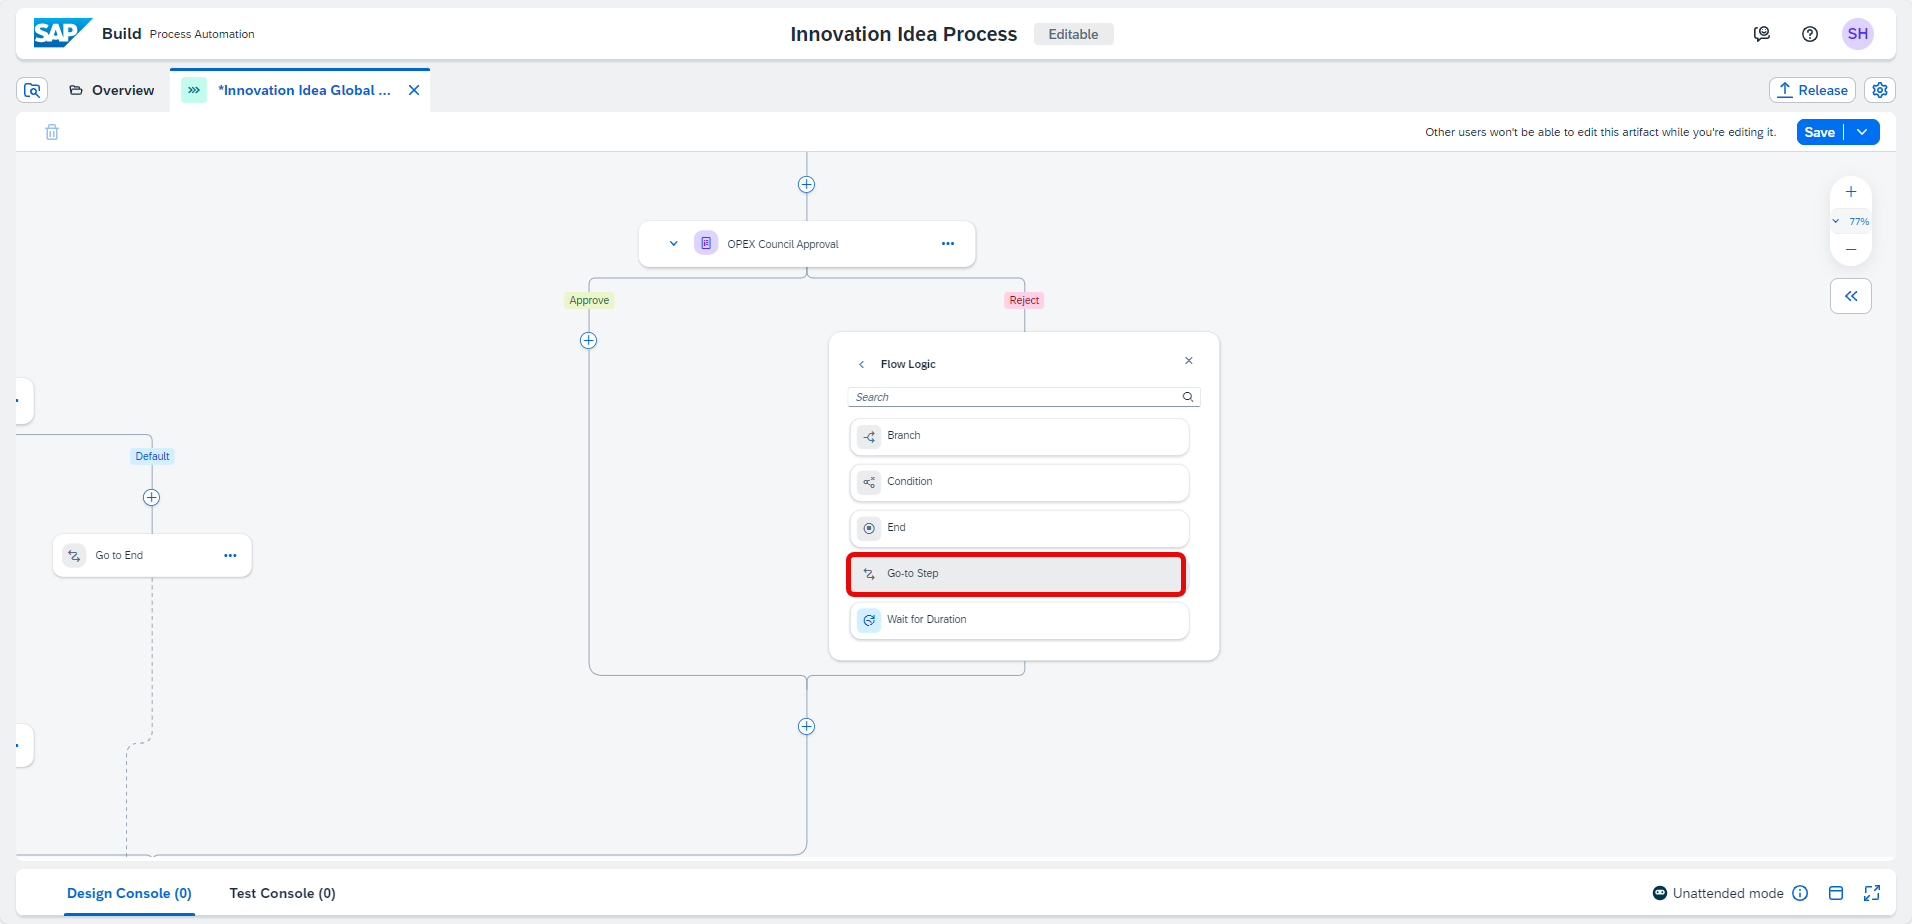 SAP Build Process Automation
Innovation Idea Process Editable
SH
Overview
*Innovation Idea Global ...
Release
Other users won't be able to edit this artifact while you're editing it.
Save
77%
OPEX Council Approval
Approve
Reject
Flow Logic
Search
Branch
Condition
End
Go-to Step
Wait for Duration
Default
Go to End
Design Console (0)
Test Console (0)
Unattended mode